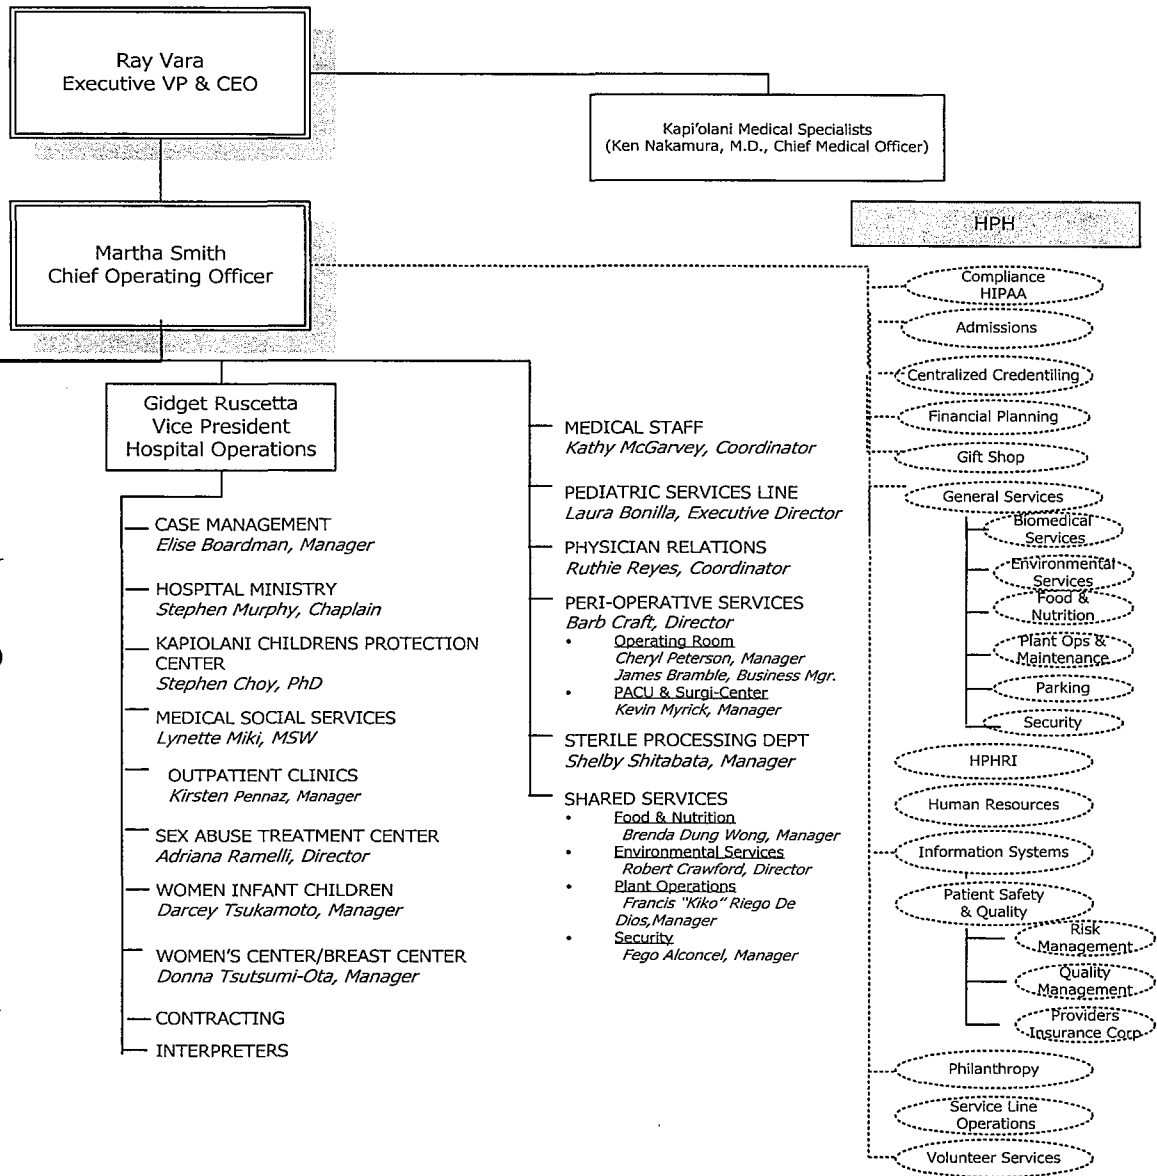 Ray Vara
Executive VP & CEO
Kapi'olani Medical Specialists
(Ken Nakamura, M.D., Chief Medical Officer)
Martha Smith
Chief Operating Officer
Gidget Ruscetta
Vice President
Hospital Operations
CASE MANAGEMENT
Elise Boardman, Manager
HOSPITAL MINISTRY
Stephen Murphy, Chaplain
KAPIOLANI CHILDRENS PROTECTION
CENTER
Stephen Choy, PhD
MEDICAL SOCIAL SERVICES
Lynette Miki, MSW
OUTPATIENT CLINICS
Kirsten Pennaz, Manager
SEX ABUSE TREATMENT CENTER
Adriana Ramelli, Director
WOMEN INFANT CHILDREN
Darcey Tsukamoto, Manager
WOMEN'S CENTER/BREAST CENTER
Donna Tsutsumi-Ota, Manager
CONTRACTING
INTERPRETERS
MEDICAL STAFF
Kathy McGarvey, Coordinator
PEDIATRIC SERVICES LINE
Laura Bonilla, Executive Director
PHYSICIAN RELATIONS
Ruthie Reyes, Coordinator
PERI-OPERATIVE SERVICES
Barb Craft, Director
• Operating Room
Cheryl Peterson, Manager
James Bramble, Business Mgr.
• PACU & Surgi-Center
Kevin Myrick, Manager
STERILE PROCESSING DEPT
Shelby Shitabata, Manager
SHARED SERVICES
• Food & Nutrition
Brenda Dung Wong, Manager
• Environmental Services
Robert Crawford, Director
• Plant Operations
Francis "Kiko" Riego De
Dios,Manager
• Security
Fego Alconcel, Manager
HPH
Compliance
HIPAA
Admissions
Centralized Credentiling
Financial Planning
Gift Shop
General Services
Biomedical
Services
Environmental
Services
Food &
Nutrition
Plant Ops &
Maintenance
Parking
Security
HPHRI
Human Resources
Information Systems
Patient Safety
& Quality
Risk
Management
Quality
Management
Providers
Insurance Corp
Philanthropy
Service Line
Operations
Volunteer Services